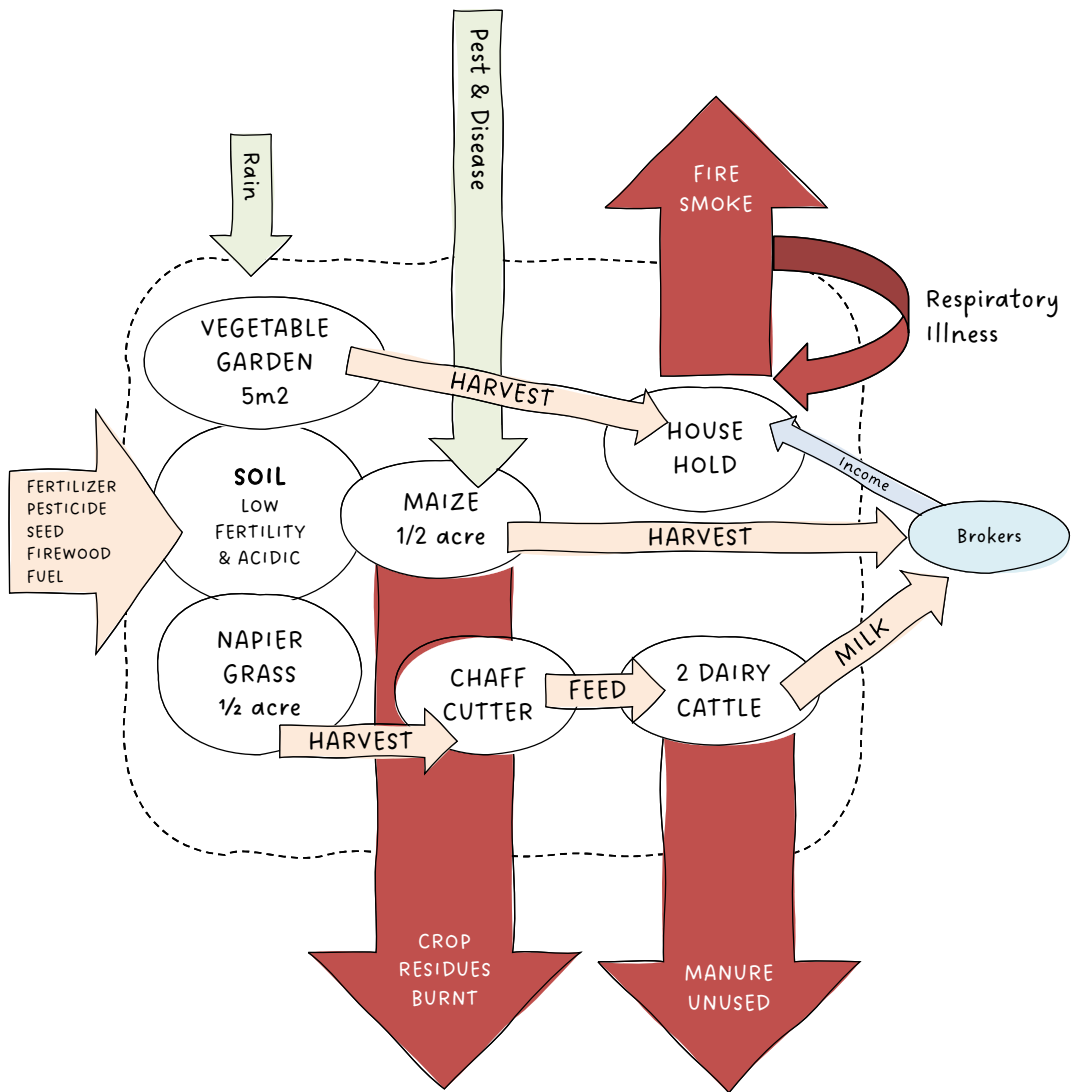 Pest & Disease
Rain
FIRE
SMOKE
Respiratory
Illness
VEGETABLE
GARDEN
5m2
HARVEST
HOUSE
HOLD
Income
FERTILIZER
PESTICIDE
SEED
FIREWOOD
FUEL
SOIL
LOW
FERTILITY
& ACIDIC
MAIZE
1/2 acre
HARVEST
Brokers
NAPIER
GRASS
½ acre
HARVEST
CHAFF
CUTTER
FEED
2 DAIRY
CATTLE
MILK
CROP
RESIDUES
BURNT
MANURE
UNUSED